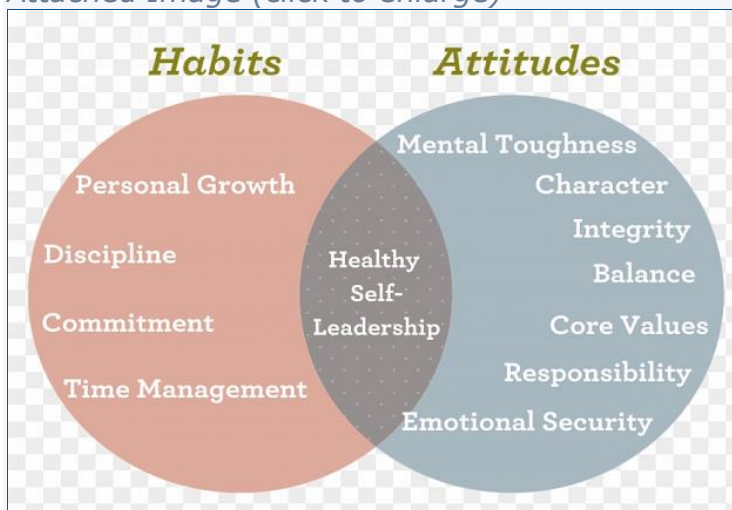 Attached Image (click to enlarge)
Habits
Attitudes
Personal Growth
Discipline
Commitment
Time Management
Healthy
Self-
Leadership
Mental Toughness
Character
Integrity
Balance
Core Values
Responsibility
Emotional Security